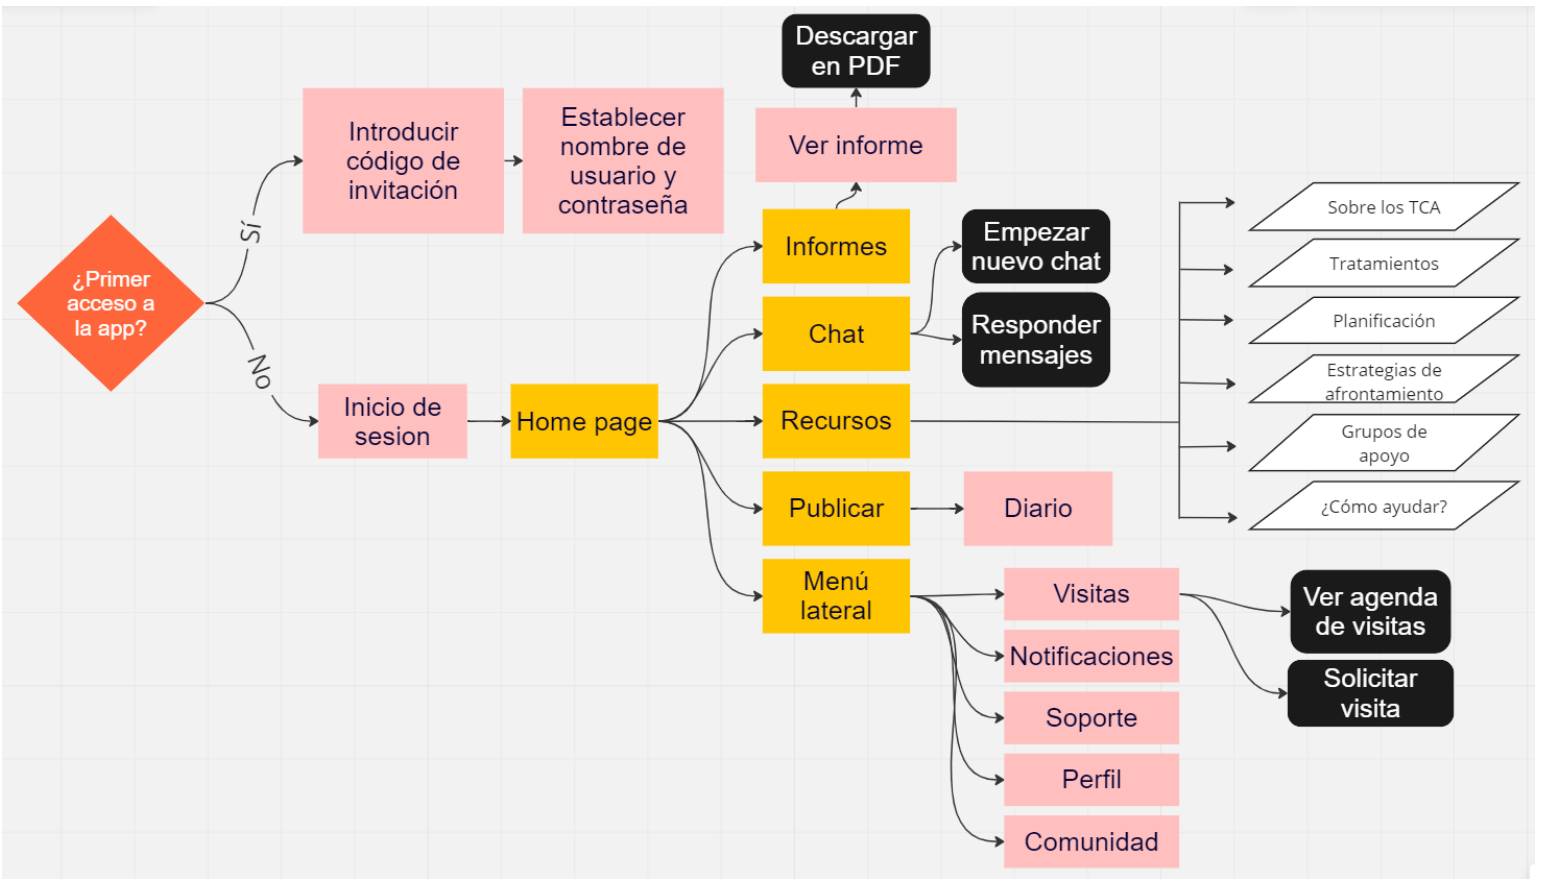 ¿Primer
acceso a
la app?
Sí
No
Introducir
código de
invitación
Establecer
nombre de
usuario y
contraseña
Inicio de
sesion
Home page
Descargar
en PDF
Ver informe
Informes
Chat
Empezar
nuevo chat
Responder
mensajes
Recursos
Sobre los TCA
Tratamientos
Planificación
Estrategias de
afrontamiento
Grupos de
apoyo
¿Cómo ayudar?
Publicar
Diario
Menú
lateral
Visitas
Notificaciones
Soporte
Perfil
Comunidad
Ver agenda
de visitas
Solicitar
visita